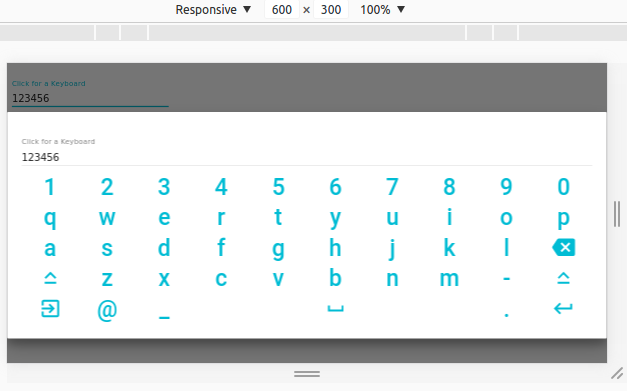 Responsive ▼ 600 × 300 100% ▼
Click for a Keyboard
123456
Click for a Keyboard
123456
1 2 3 4 5 6 7 8 9 0
q w e r t y u i o p
a s d f g h j k l
z x c v b n m -
@ _ .